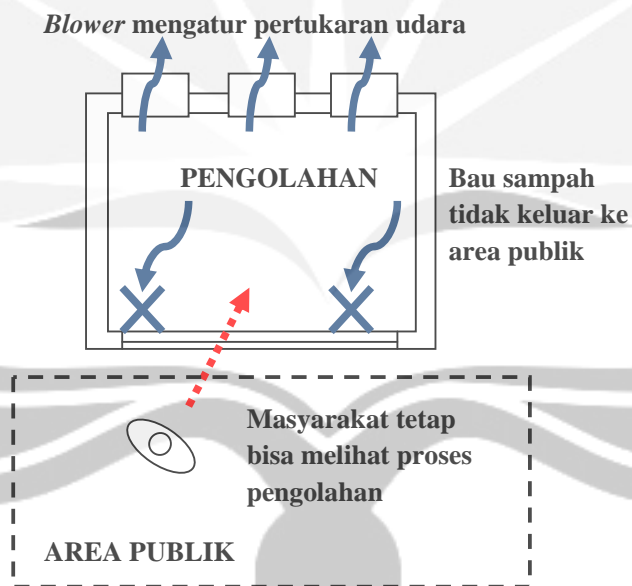 Blower mengatur pertukaran udara
PENGOLAHAN
Bau sampah
tidak keluar ke
area publik
Masyarakat tetap
bisa melihat proses
pengolahan
AREA PUBLIK